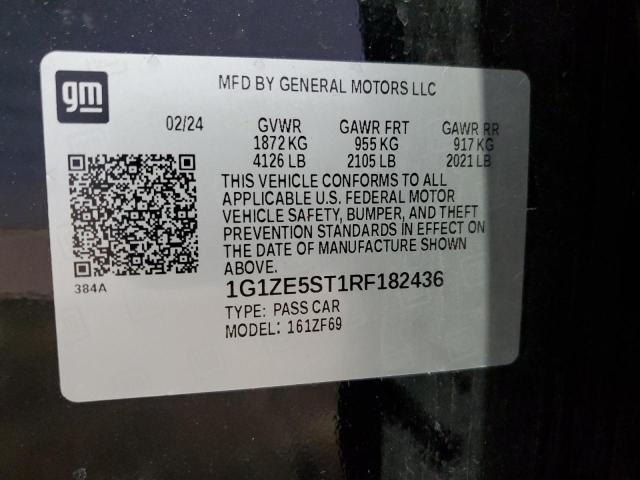 gm
MFD BY GENERAL MOTORS LLC
02/24 GVWR GAWR FRT GAWR RR
1872 KG 955 KG 917 KG
4126 LB 2105 LB 2021 LB
THIS VEHICLE CONFORMS TO ALL
APPLICABLE U.S. FEDERAL MOTOR
VEHICLE SAFETY, BUMPER, AND THEFT
PREVENTION STANDARDS IN EFFECT ON
THE DATE OF MANUFACTURE SHOWN
ABOVE.
384A
1G1ZE5ST1RF182436
TYPE: PASS CAR
MODEL: 161ZF69